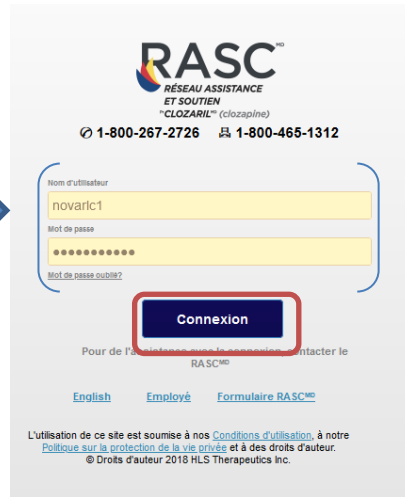 RASC MD
RÉSEAU ASSISTANCE
ET SOUTIEN
"CLOZARIL MD (clozapine)
1-800-267-2726 1-800-465-1312
Nom d'utilisateur
novarlc1
Mot de passe
●●●●●●●●●●●
Mot de passe oublié?
Connexion
Pour de l'assistance avec la connexion, contacter le
RASC MD
English Employé Formulaire RASC MD
L'utilisation de ce site est soumise à nos Conditions d'utilisation, à notre
Politique sur la protection de la vie privée et à des droits d'auteur.
© Droits d'auteur 2018 HLS Therapeutics Inc.